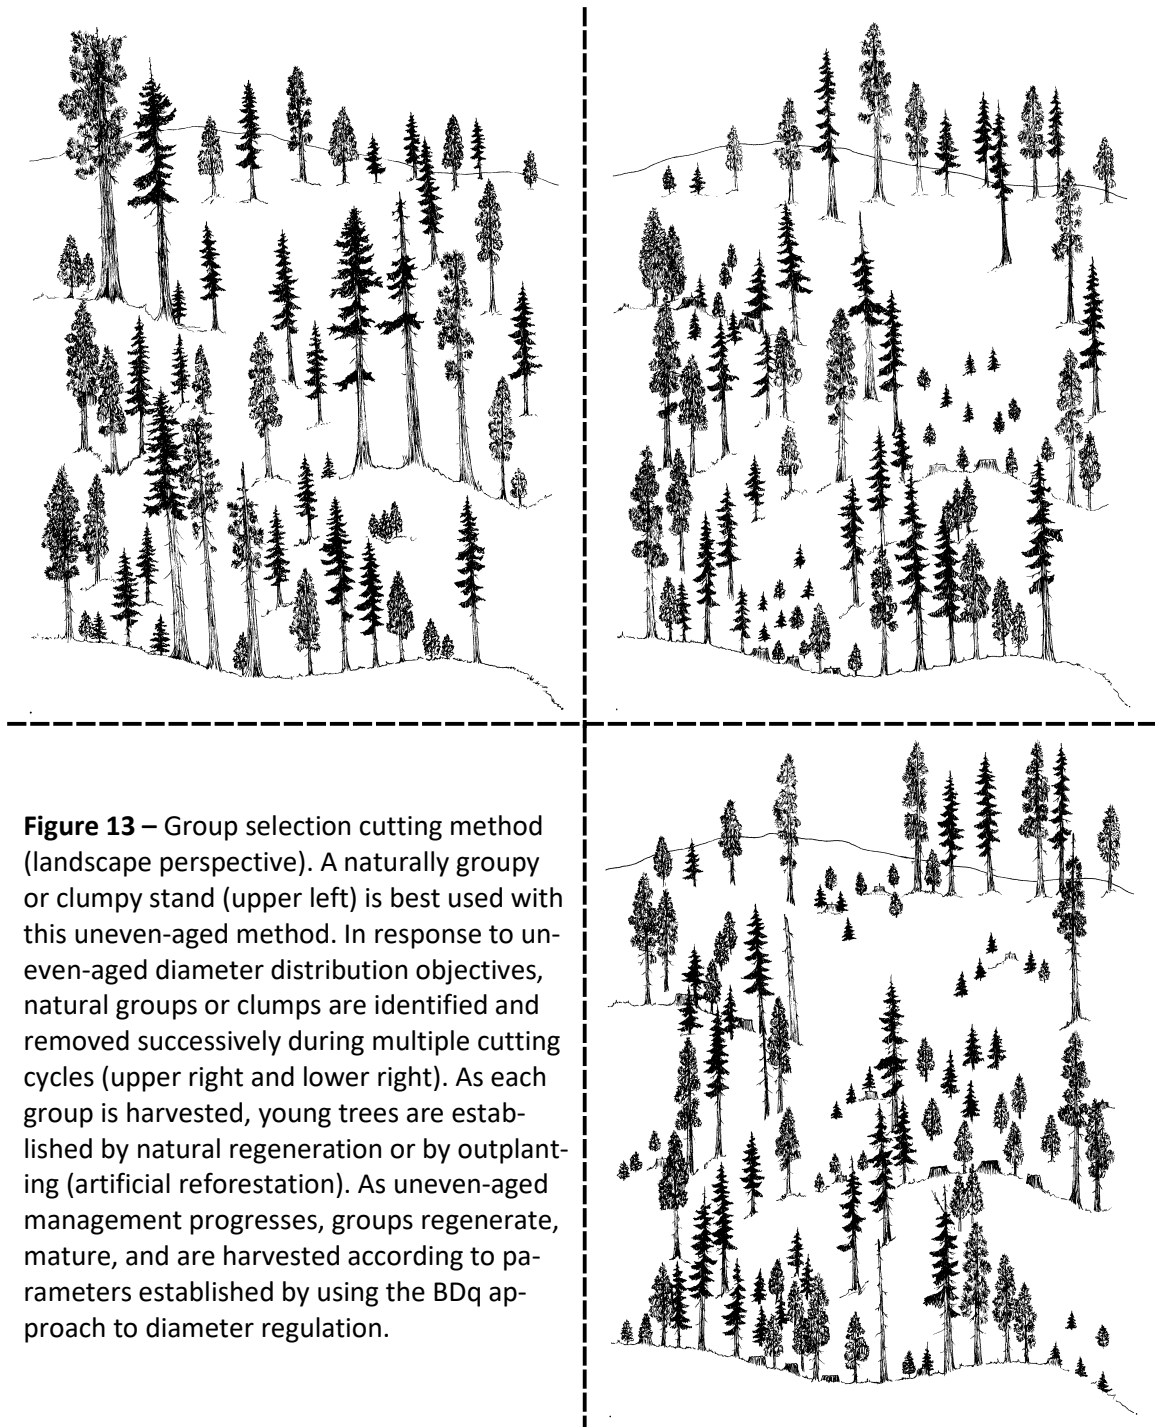 Figure 13 – Group selection cutting method
(landscape perspective). A naturally groupy
or clumpy stand (upper left) is best used with
this uneven-aged method. In response to un-
even-aged diameter distribution objectives,
natural groups or clumps are identified and
removed successively during multiple cutting
cycles (upper right and lower right). As each
group is harvested, young trees are estab-
lished by natural regeneration or by outplant-
ing (artificial reforestation). As uneven-aged
management progresses, groups regenerate,
mature, and are harvested according to pa-
rameters established by using the BDq ap-
proach to diameter regulation.